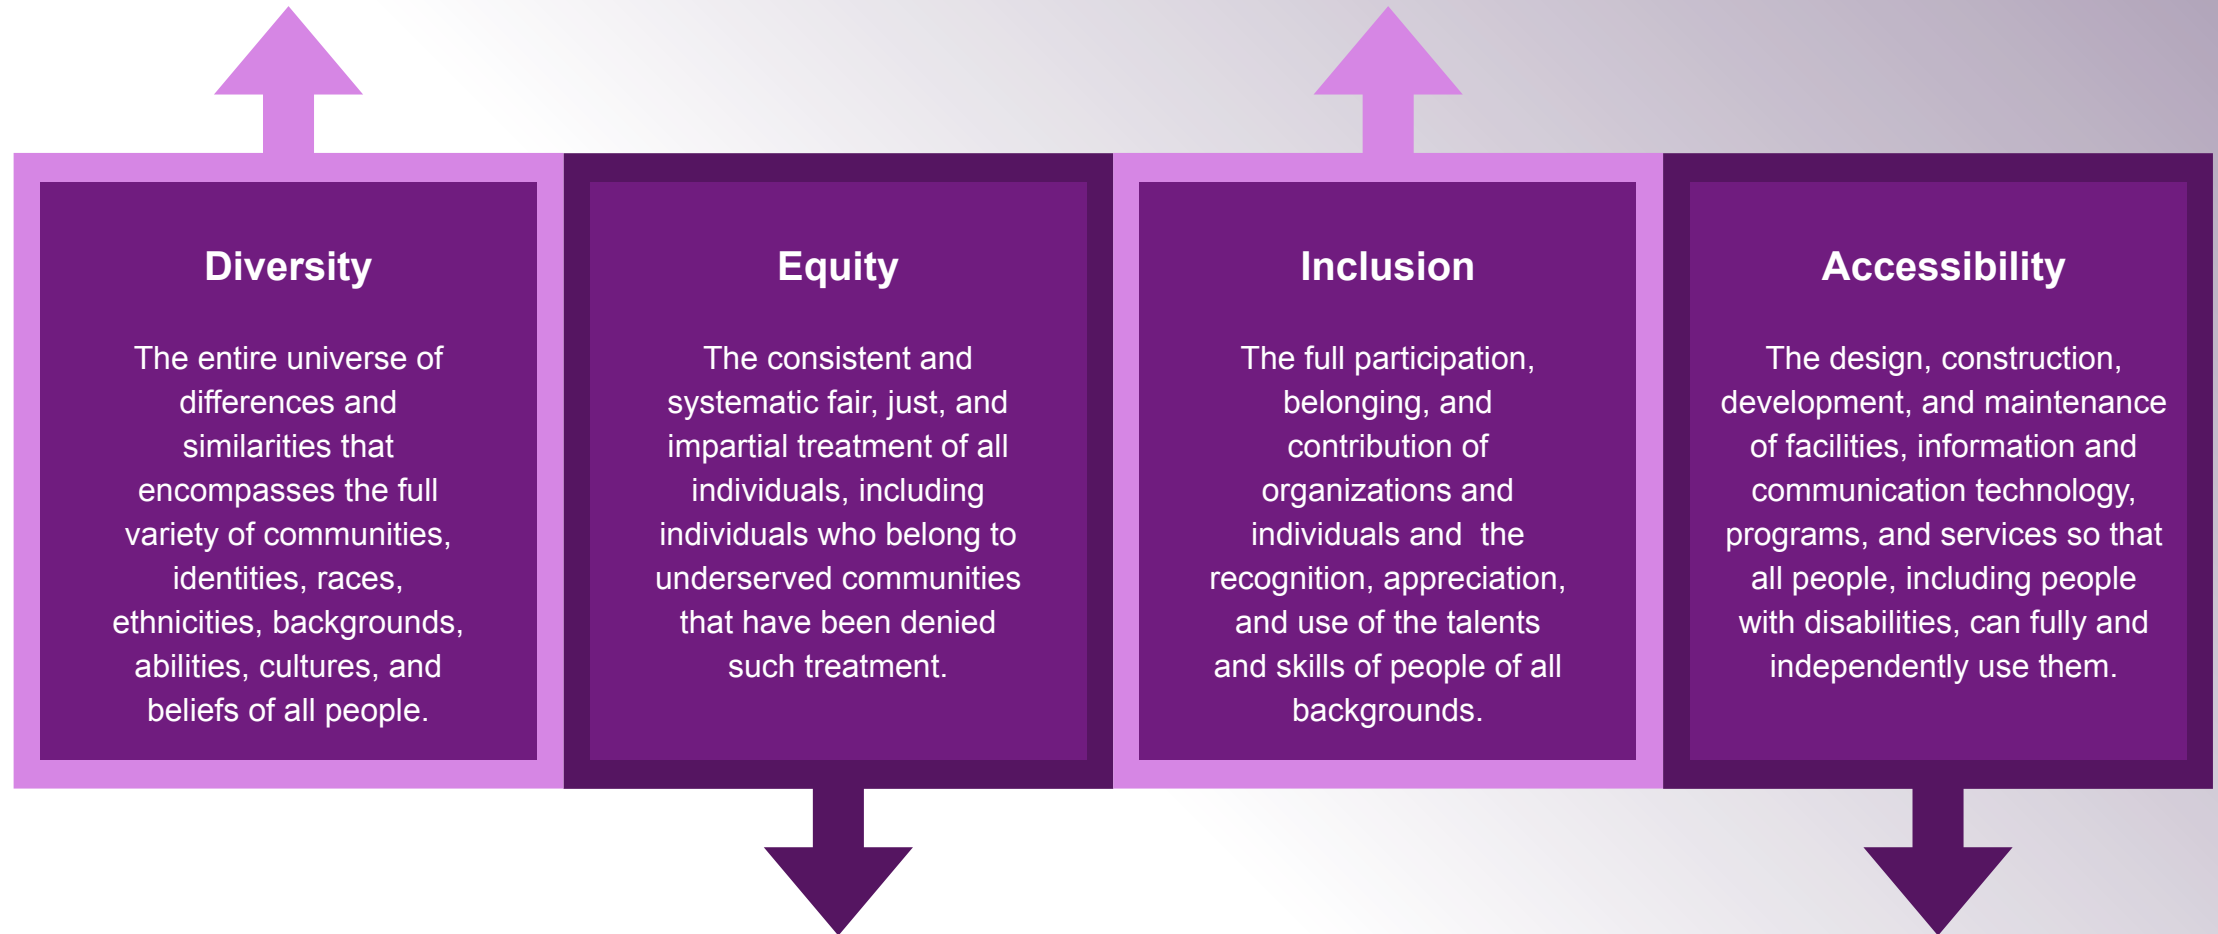 Diversity
The entire universe of
differences and
similarities that
encompasses the full
variety of communities,
identities, races,
ethnicities, backgrounds,
abilities, cultures, and
beliefs of all people.
Equity
The consistent and
systematic fair, just, and
impartial treatment of all
individuals, including
individuals who belong to
underserved communities
that have been denied
such treatment.
Inclusion
The full participation,
belonging, and
contribution of
organizations and
individuals and  the
recognition, appreciation,
and use of the talents
and skills of people of all
backgrounds.
Accessibility
The design, construction,
development, and maintenance
of facilities, information and
communication technology,
programs, and services so that
all people, including people
with disabilities, can fully and
independently use them.